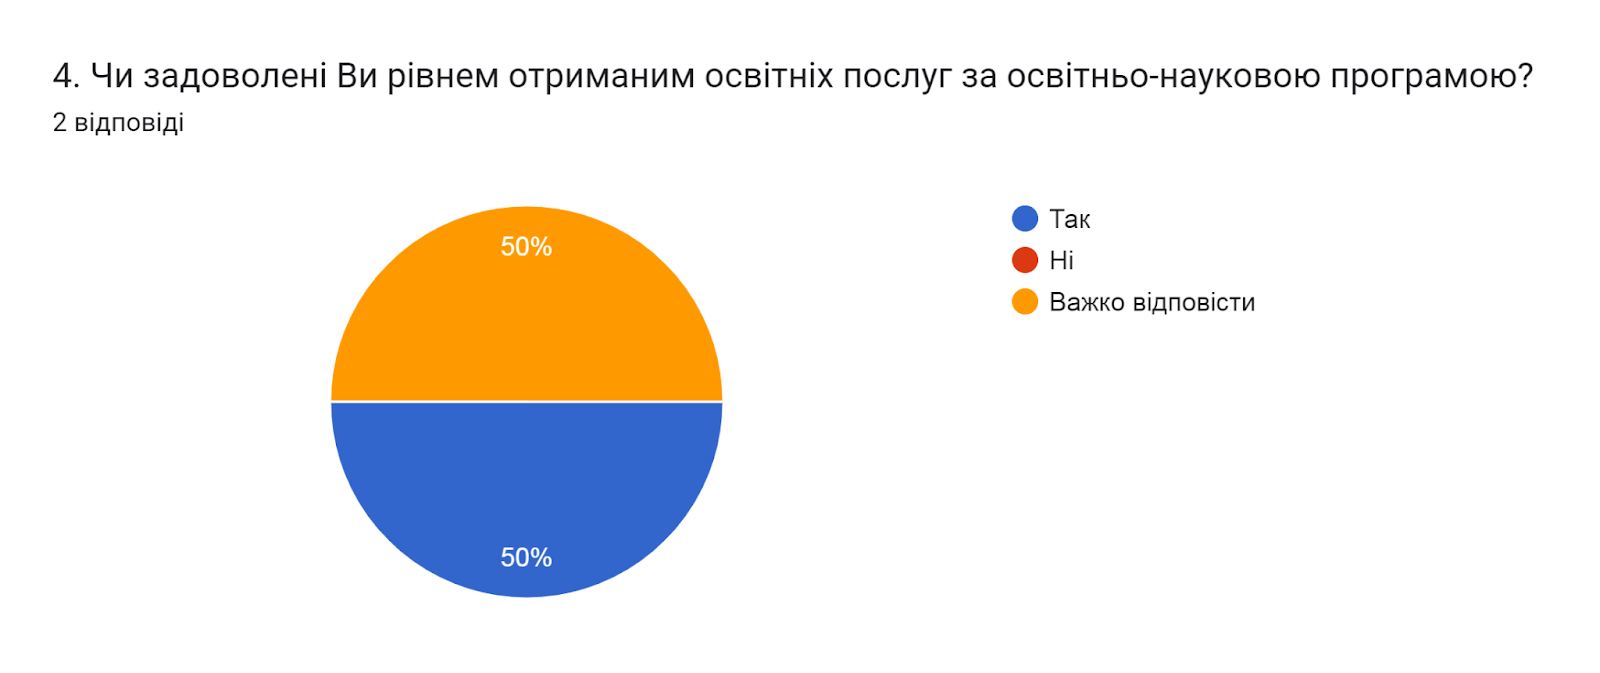 4. Чи задоволені Ви рівнем отриманим освітніх послуг за освітньо-науковою програмою?
2 відповіді
50%
50%
Так
Ні
Важко відповісти